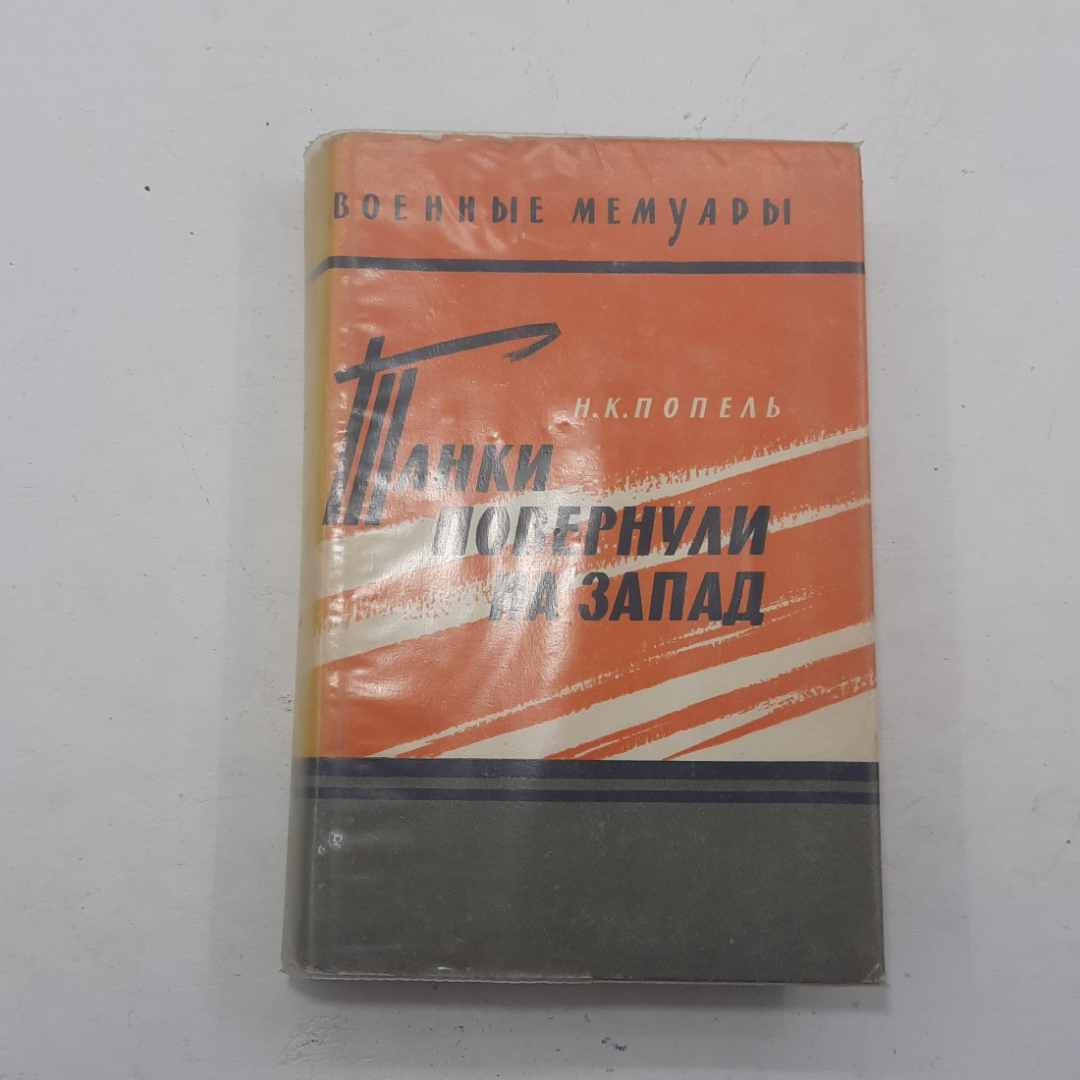 ВОЕННЫЕ МЕМУАРЫ
Н.К.ПОПЕЛЬ
ТАНКИ
ПОВЕРНУЛИ
НА ЗАПАД